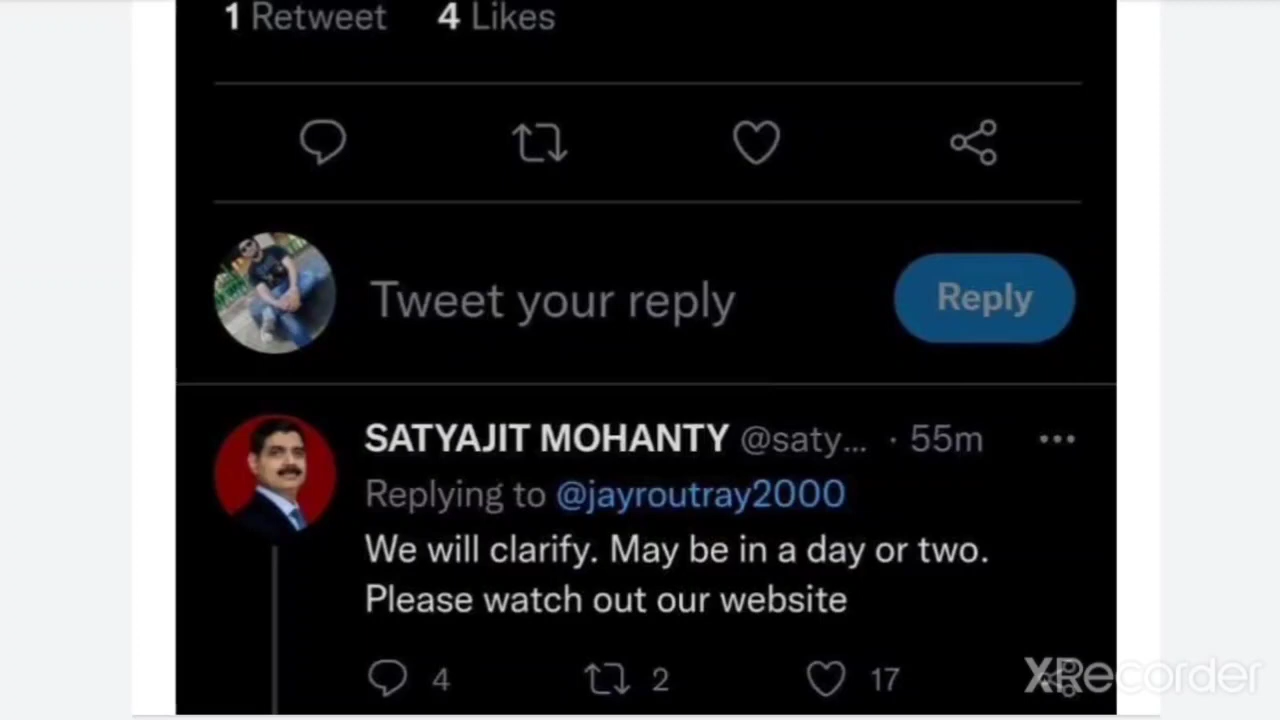 1 Retweet 4 Likes
Tweet your reply
Reply
SATYAJIT MOHANTY @saty... · 55m
Replying to @jayroutray2000
We will clarify. May be in a day or two.
Please watch out our website
4 2 17
XRecorder